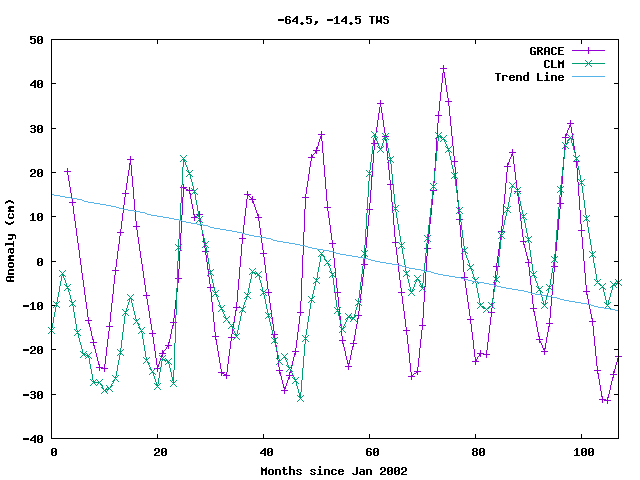 -64.5, -14.5 TWS
GRACE
CLM
Trend Line
50
40
30
20
10
0
-10
-20
-30
-40
Anomaly (cm)
0 20 40 60 80 100
Months since Jan 2002